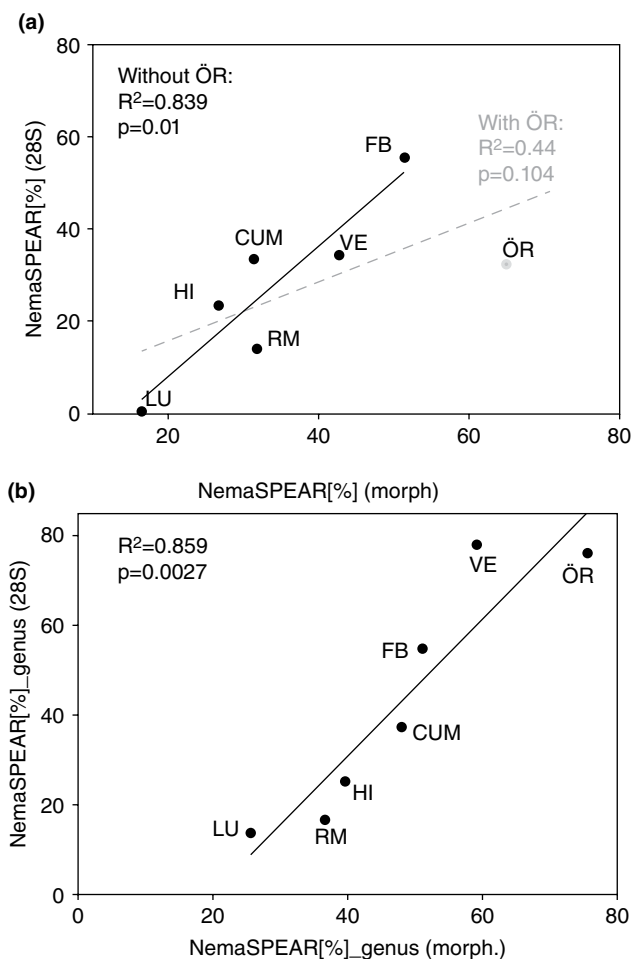 (a)
80
60
40
20
0
NemaSPEAR[%] (28S)
Without ÖR:
R²=0.839
p=0.01
With ÖR:
R²=0.44
p=0.104
FB
CUM
VE
HI
ÖR
RM
LU
20
40
60
80
NemaSPEAR[%] (morph)
(b)
80
60
40
20
0
NemaSPEAR[%]_genus (28S)
R²=0.859
p=0.0027
VE
ÖR
FB
CUM
HI
LU
RM
0
20
40
60
80
NemaSPEAR[%]_genus (morph.)